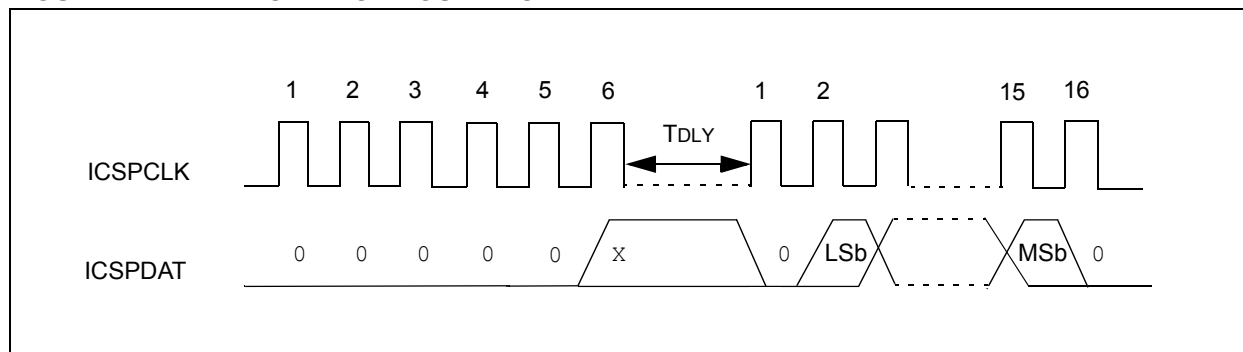 1 2 3 4 5 6 1 2 15 16
TDLY
ICSPCLK
0 0 0 0 0 X 0 LSb MSb 0
ICSPDAT